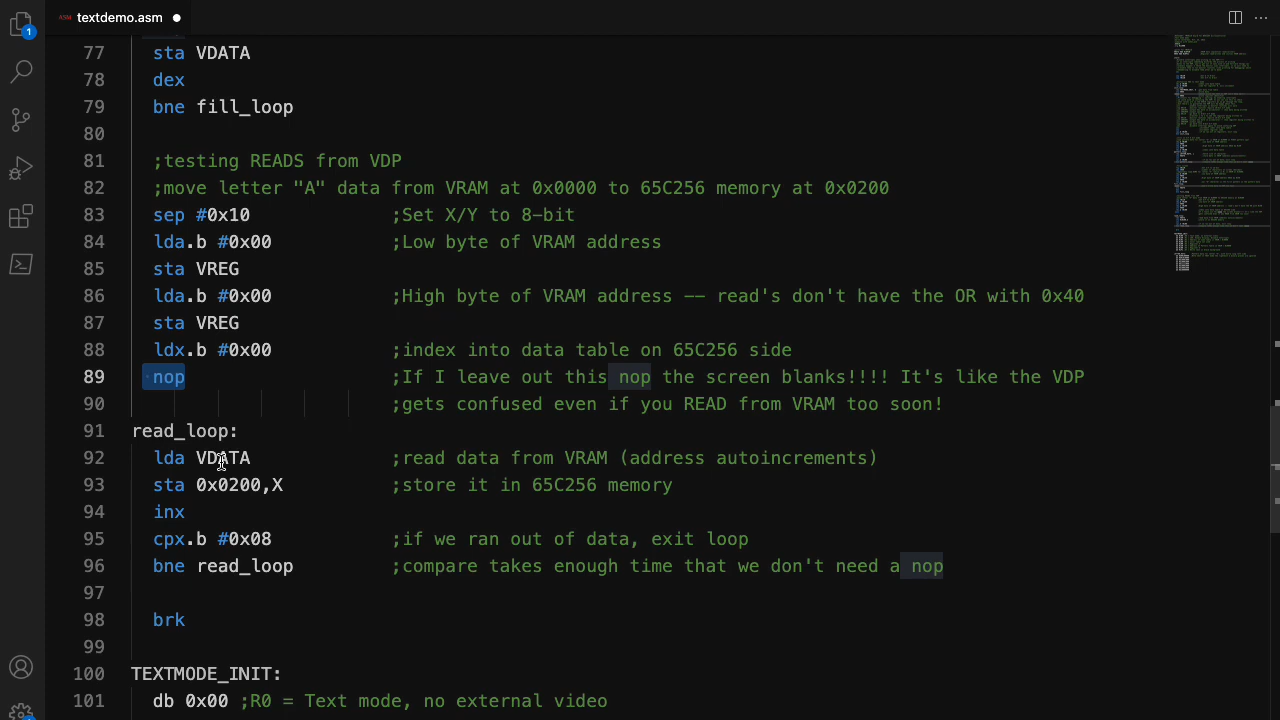 ASM textdemo.asm
1
77 sta VDATA
78 dex
79 bne fill_loop
80
81 ;testing READS from VDP
82 ;move letter "A" data from VRAM at 0x0000 to 65C256 memory at 0x0200
83 sep #0x10 ;Set X/Y to 8-bit
84 lda.b #0x00 ;Low byte of VRAM address
85 sta VREG
86 lda.b #0x00 ;High byte of VRAM address -- read's don't have the OR with 0x40
87 sta VREG
88 ldx.b #0x00 ;index into data table on 65C256 side
89 nop ;If I leave out this nop the screen blanks!!!! It's like the VDP
90 ;gets confused even if you READ from VRAM too soon!
91 read_loop:
92 lda VDATA ;read data from VRAM (address autoincrements)
93 sta 0x0200,X ;store it in 65C256 memory
94 inx
95 cpx.b #0x08 ;if we ran out of data, exit loop
96 bne read_loop ;compare takes enough time that we don't need a nop
97
98 brk
99
100 TEXTMODE_INIT:
101 db 0x00 ;R0 = Text mode, no external video